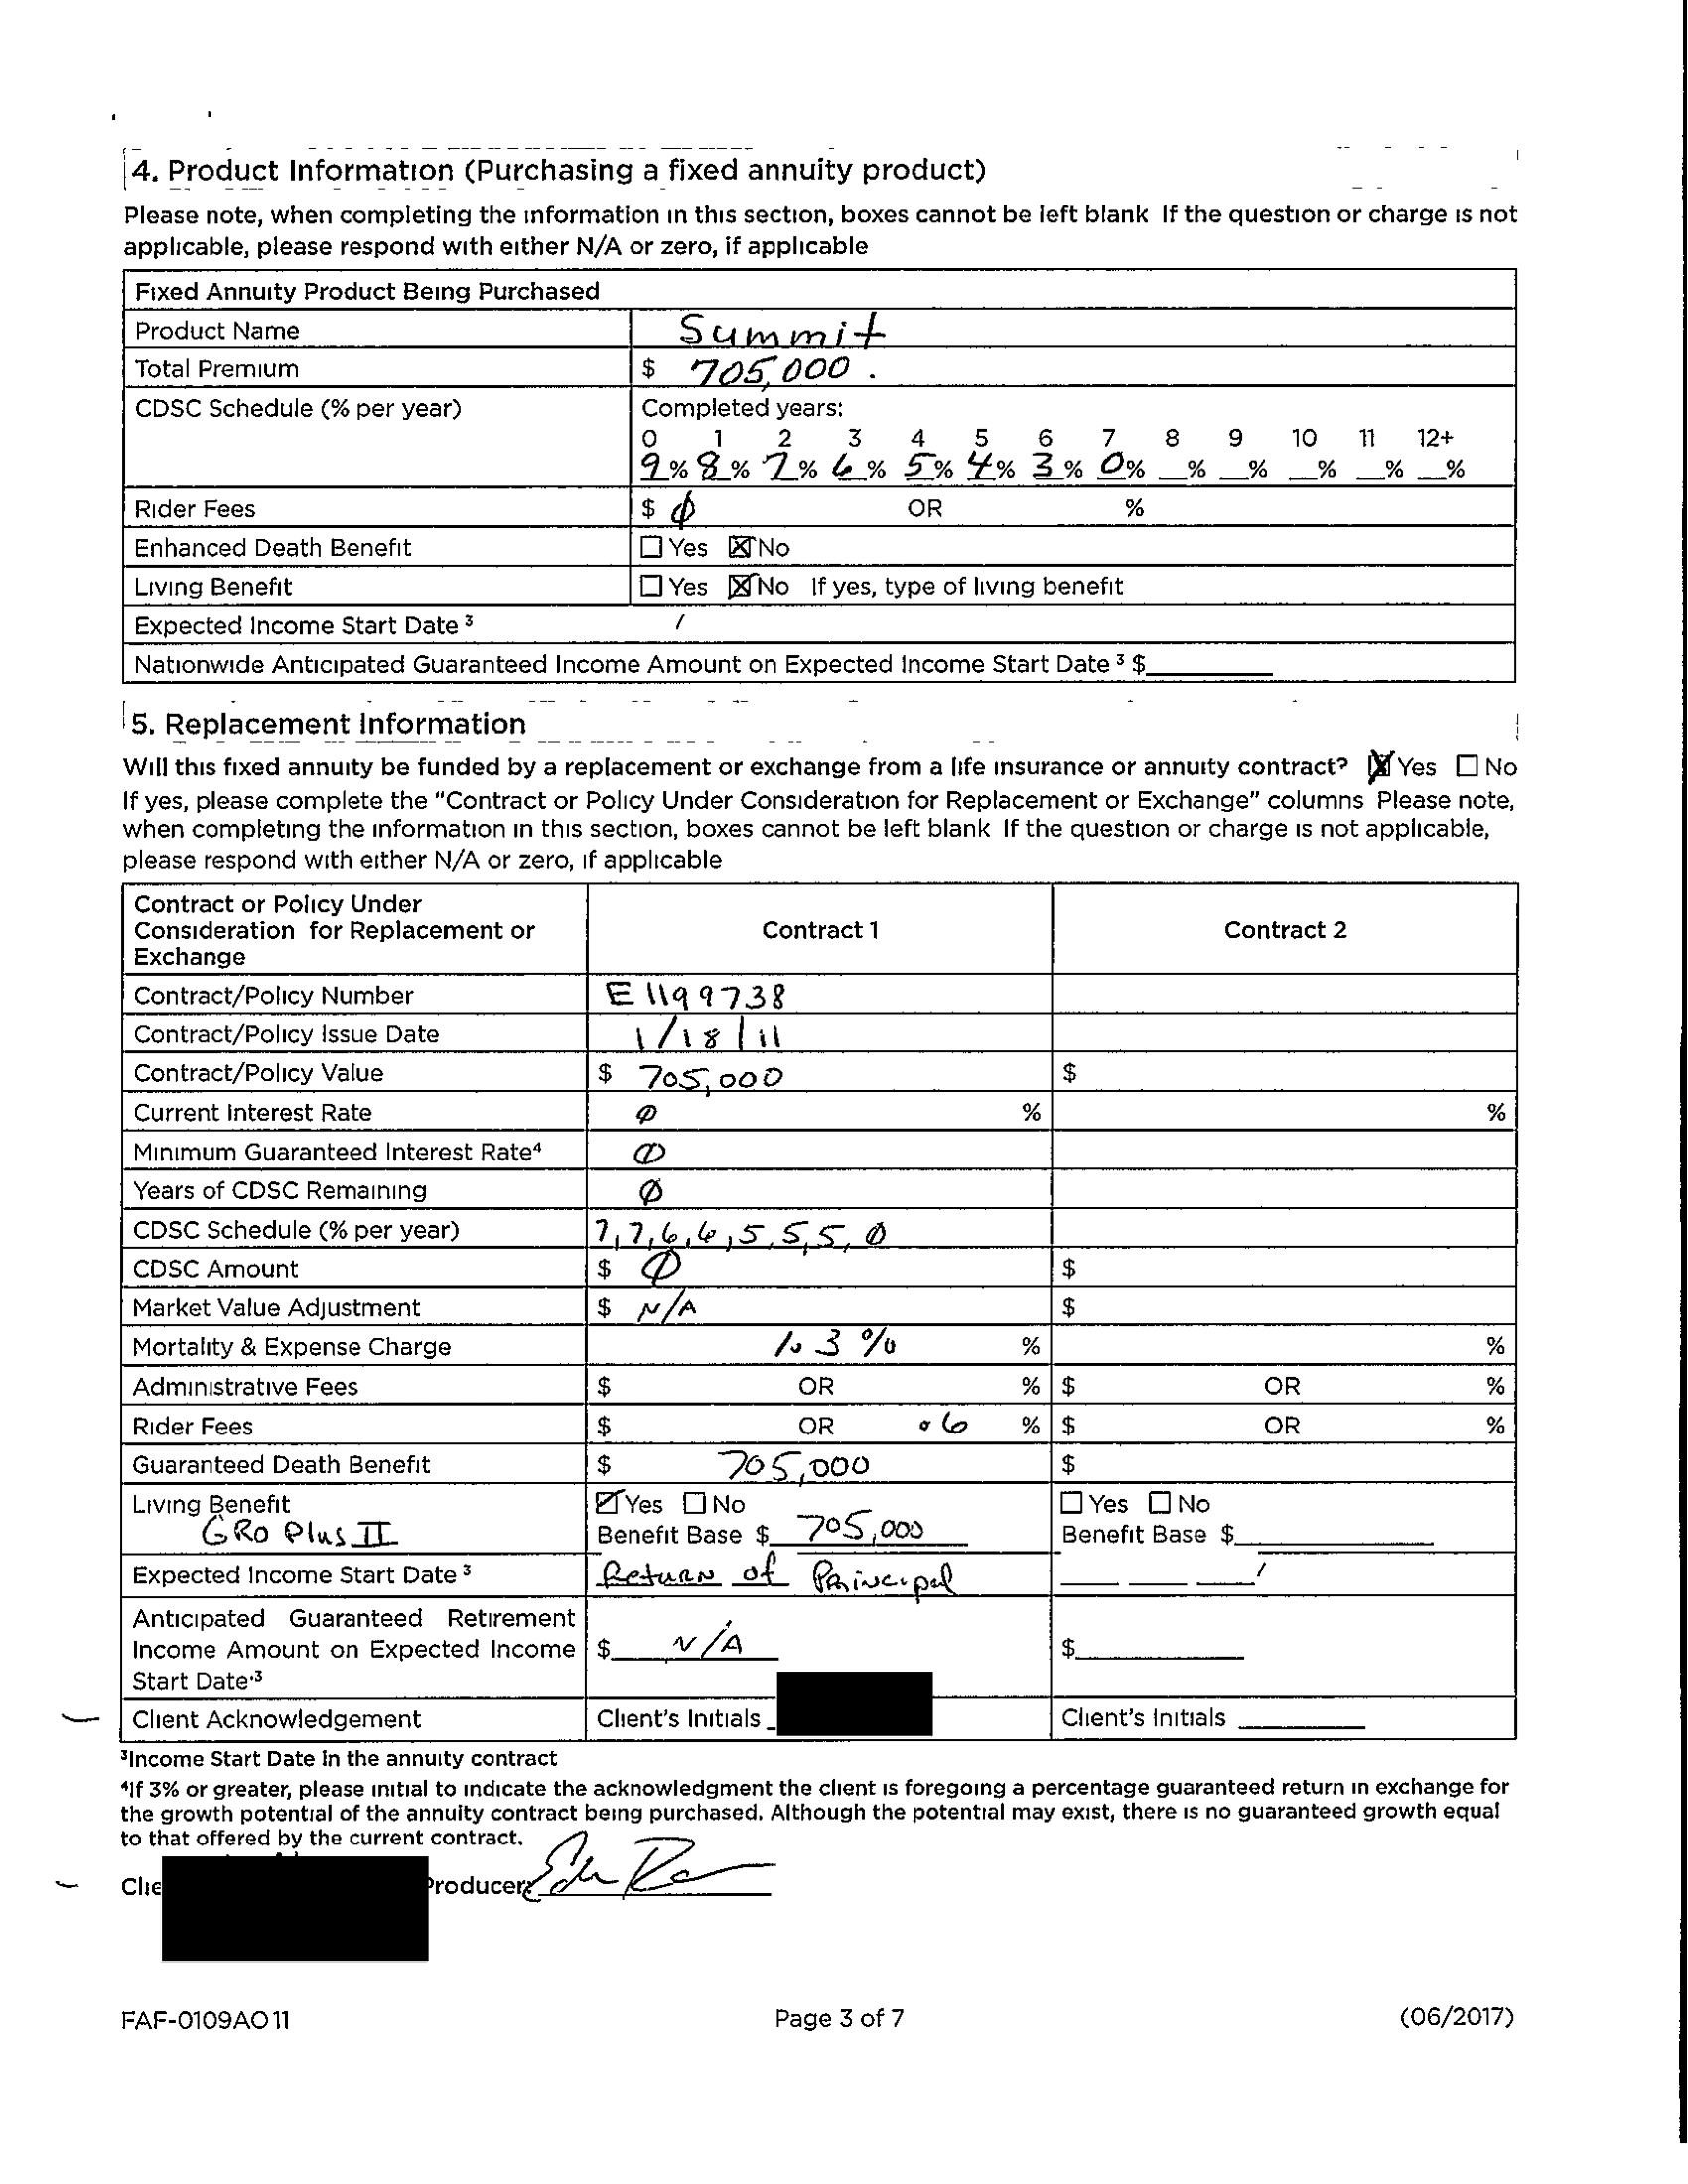 4. Product Information (Purchasing a fixed annuity product)
Please note, when completing the information in this section, boxes cannot be left blank If the question or charge is not
applicable, please respond with either N/A or zero, if applicable
Fixed Annuity Product Being Purchased
Product Name Summit
Total Premium $ 705,000.
CDSC Schedule (% per year) Completed years:
0 1 2 3 4 5 6 7 8 9 10 11 12+
9% 8% 7% 6% 5% 4% 3% 0% _% _% _% _% _%
Rider Fees $ 0 OR %
Enhanced Death Benefit ☐ Yes ☒ No
Living Benefit ☐ Yes ☒ No If yes, type of living benefit
Expected Income Start Date ³ /
Nationwide Anticipated Guaranteed Income Amount on Expected Income Start Date ³ $
5. Replacement Information
Will this fixed annuity be funded by a replacement or exchange from a life insurance or annuity contract? ☒ Yes ☐ No
If yes, please complete the "Contract or Policy Under Consideration for Replacement or Exchange" columns Please note,
when completing the information in this section, boxes cannot be left blank If the question or charge is not applicable,
please respond with either N/A or zero, if applicable
Contract or Policy Under
Consideration for Replacement or
Exchange
Contract 1 Contract 2
Contract/Policy Number E1199738
Contract/Policy Issue Date 1/18/11
Contract/Policy Value $ 705,000 $
Current Interest Rate 0 % %
Minimum Guaranteed Interest Rate⁴ 0
Years of CDSC Remaining 0
CDSC Schedule (% per year) 7,7,6,6,5,5,5,0
CDSC Amount $ 0 $
Market Value Adjustment $ N/A $
Mortality & Expense Charge 1.3% % %
Administrative Fees $ OR % $ OR %
Rider Fees $ OR .6 % $ OR %
Guaranteed Death Benefit $ 705,000 $
Living Benefit ☑ Yes ☐ No ☐ Yes ☐ No
GRO Plus II Benefit Base $ 705,000 Benefit Base $
Expected Income Start Date ³ Return of Principal /
Anticipated Guaranteed Retirement
Income Amount on Expected Income $ N/A $
Start Date·³
Client Acknowledgement Client's Initials Client's Initials
³Income Start Date in the annuity contract
⁴If 3% or greater, please initial to indicate the acknowledgment the client is foregoing a percentage guaranteed return in exchange for
the growth potential of the annuity contract being purchased. Although the potential may exist, there is no guaranteed growth equal
to that offered by the current contract.
Clie roducer:
FAF-0109AO 11 Page 3 of 7 (06/2017)